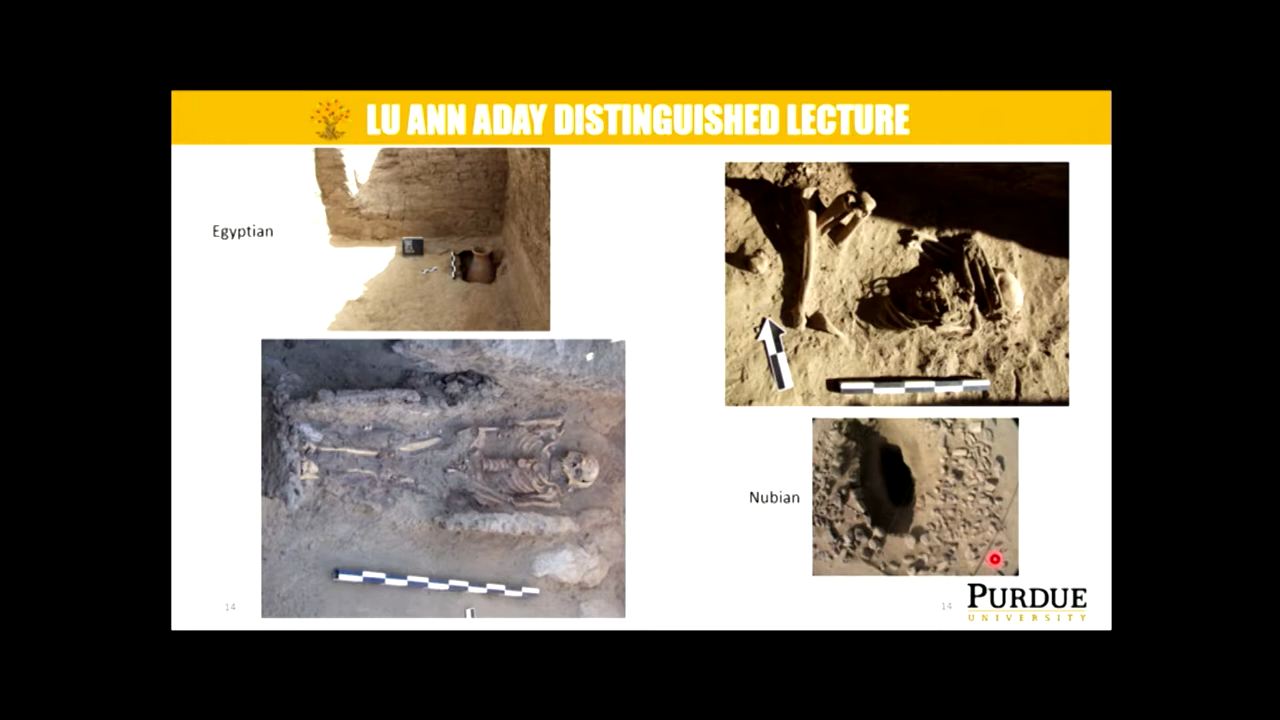 LU ANN ADAY DISTINGUISHED LECTURE
Egyptian
Nubian
14
14
PURDUE
UNIVERSITY